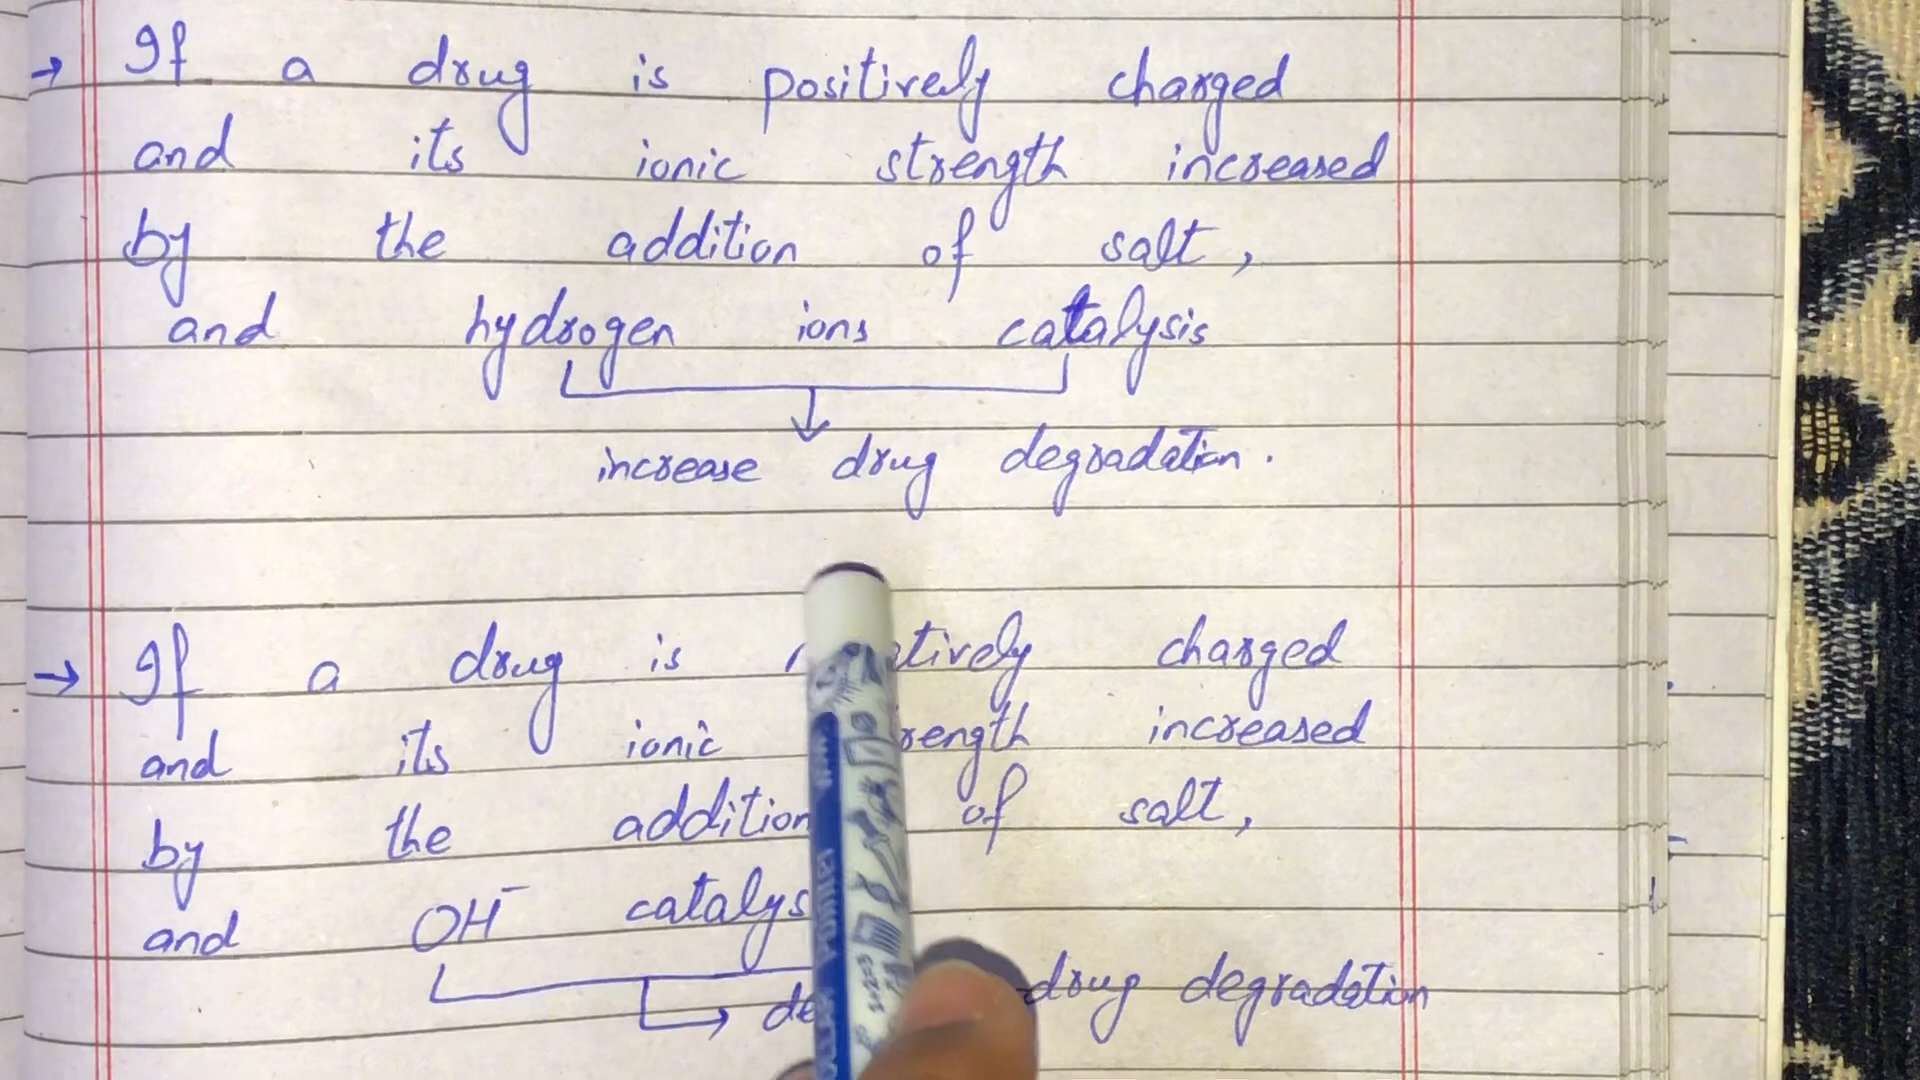 → If a drug is positively charged
and its ionic strength increased
by the addition of salt,
and hydrogen ions catalysis
increase drug degradation.
→ If a drug is charged
and its ionic increased
by the addition of salt,
and OH⁻
drug degradation